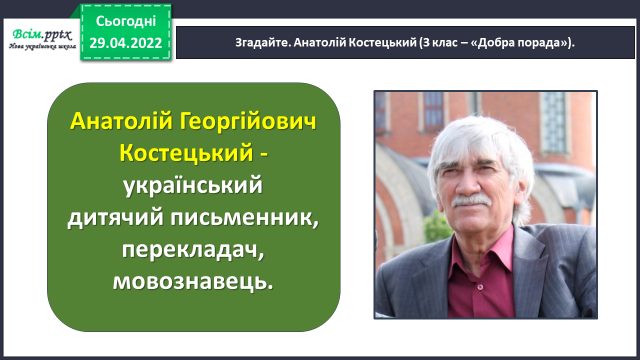 Всім.pptx
Нова українська школа
Сьогодні
29.04.2022
Згадайте. Анатолій Костецький (3 клас – «Добра порада»).
Анатолій Георгійович
Костецький -
український
дитячий письменник,
перекладач,
мовознавець.